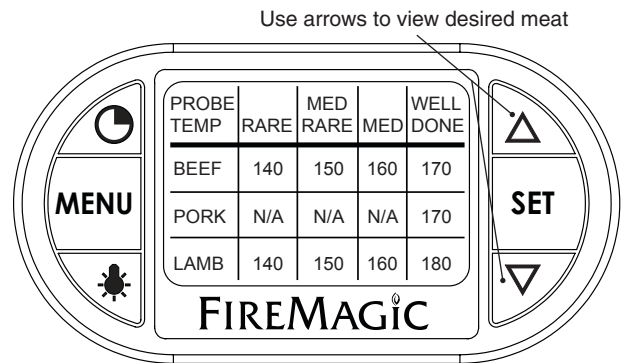 Use arrows to view desired meat
PROBE TEMP RARE MED RARE MED WELL DONE
BEEF 140 150 160 170
PORK N/A N/A N/A 170
LAMB 140 150 160 180
MENU
SET
FIREMAGIC